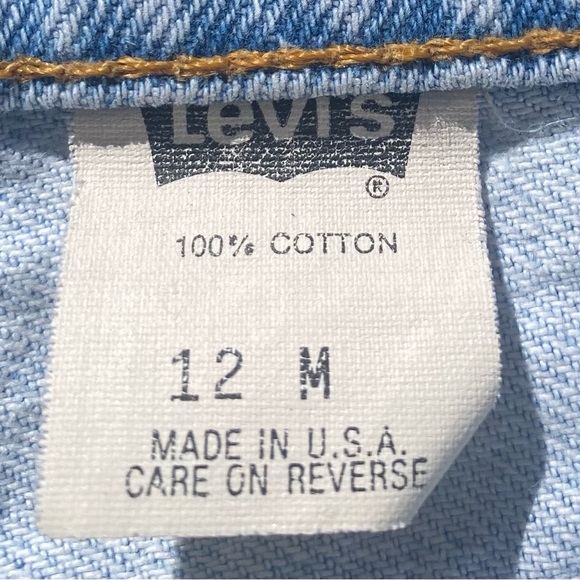 Levi's
®
100% COTTON
12 M
MADE IN U.S.A.
CARE ON REVERSE